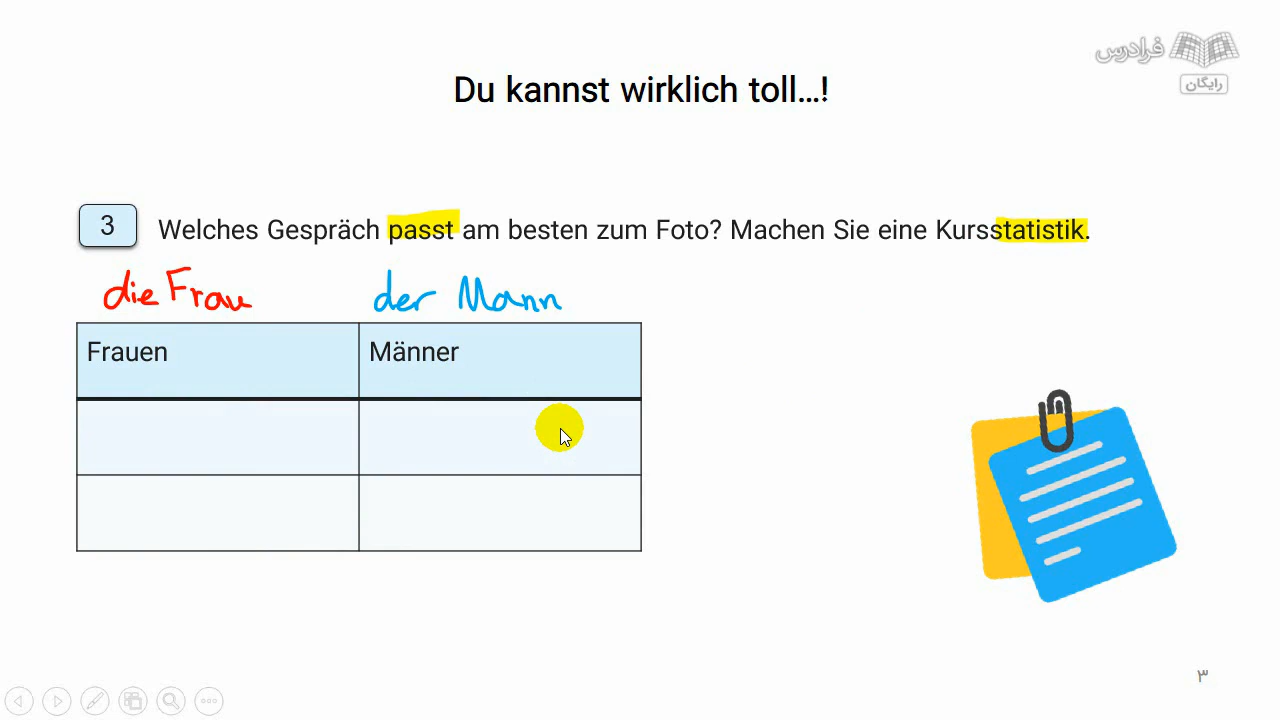 فرادرس
رایگان
Du kannst wirklich toll...!
3
Welches Gespräch passt am besten zum Foto? Machen Sie eine Kursstatistik.
die Frau
der Mann
Frauen
Männer
۳